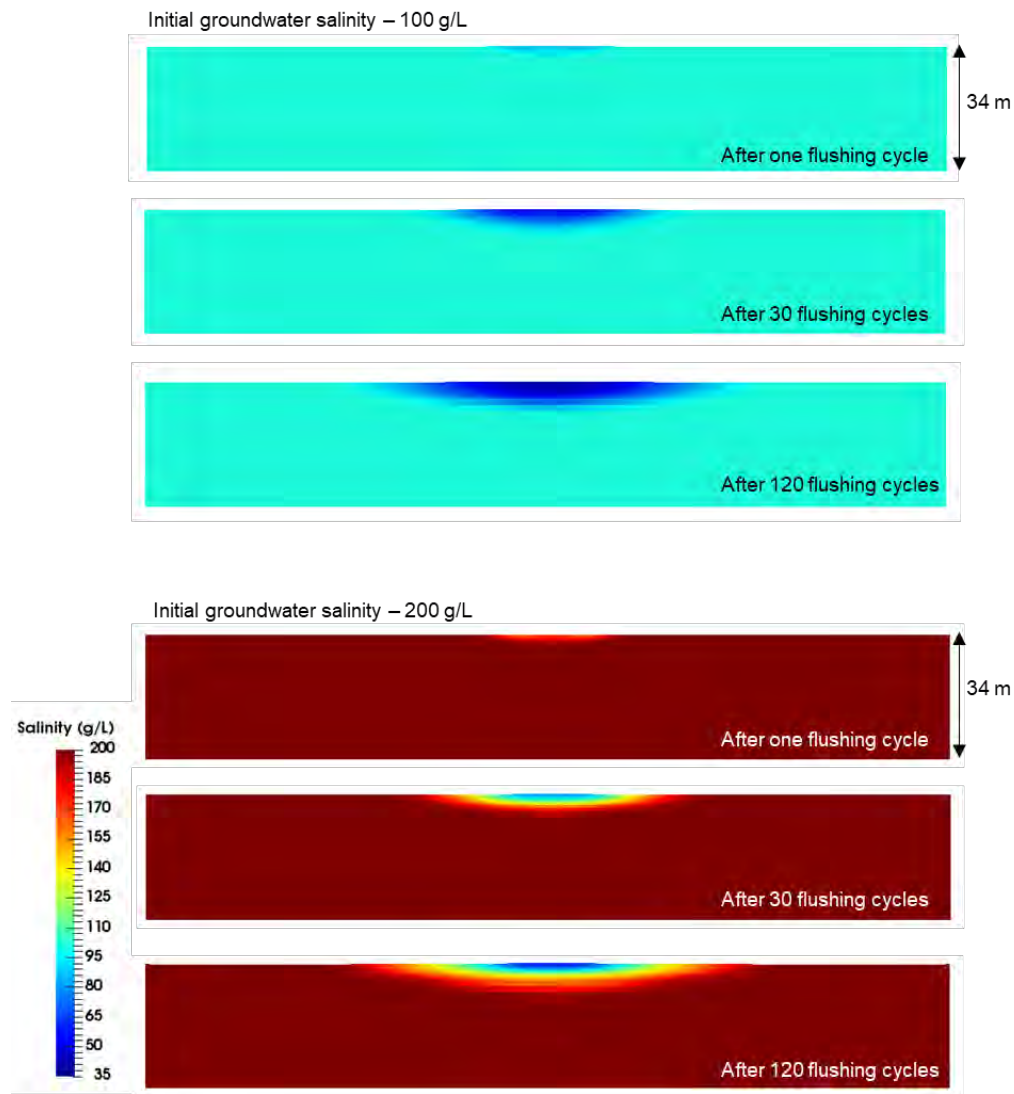 Initial groundwater salinity – 100 g/L
34 m
After one flushing cycle
After 30 flushing cycles
After 120 flushing cycles
Initial groundwater salinity – 200 g/L
34 m
After one flushing cycle
Salinity (g/L)
200
185
170
155
140
125
110
95
80
65
50
35
After 30 flushing cycles
After 120 flushing cycles